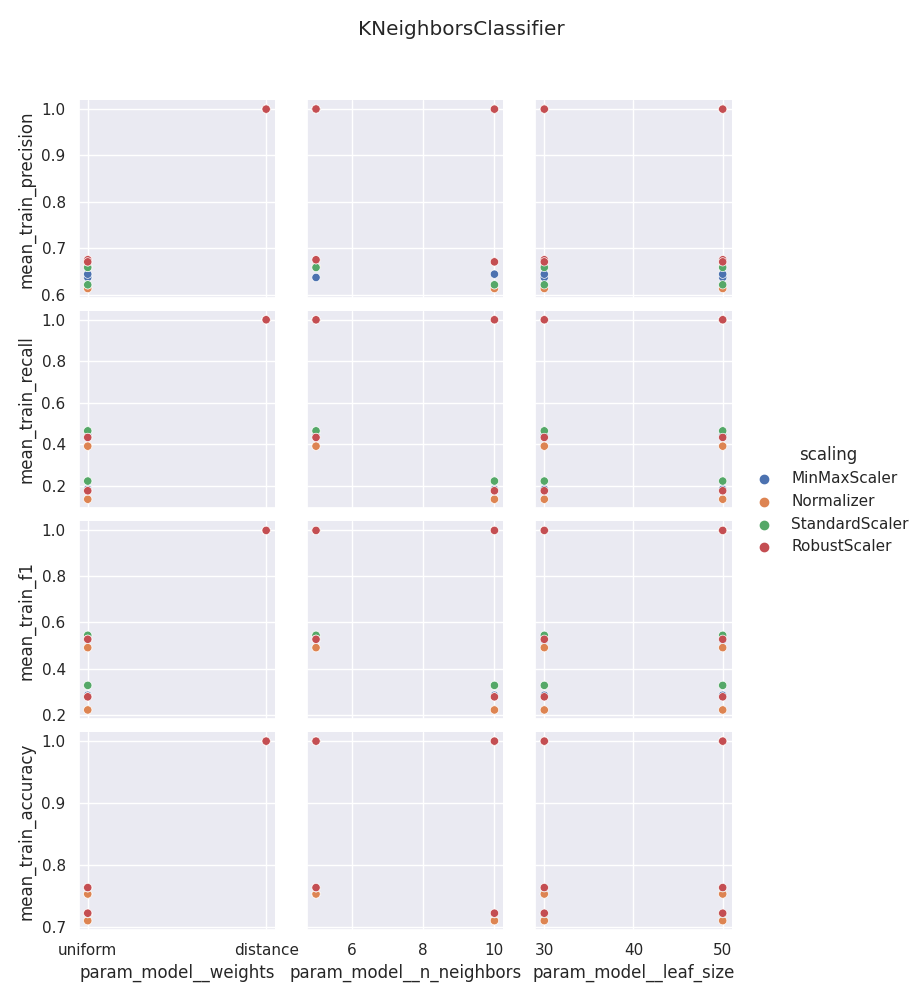 KNeighborsClassifier
1.0
0.9
0.8
0.7
0.6
mean_train_precision
1.0
0.8
0.6
0.4
0.2
mean_train_recall
1.0
0.8
0.6
0.4
0.2
mean_train_f1
1.0
0.9
0.8
0.7
mean_train_accuracy
uniform distance
param_model__weights
6 8 10
param_model__n_neighbors
30 40 50
param_model__leaf_size
scaling
MinMaxScaler
Normalizer
StandardScaler
RobustScaler